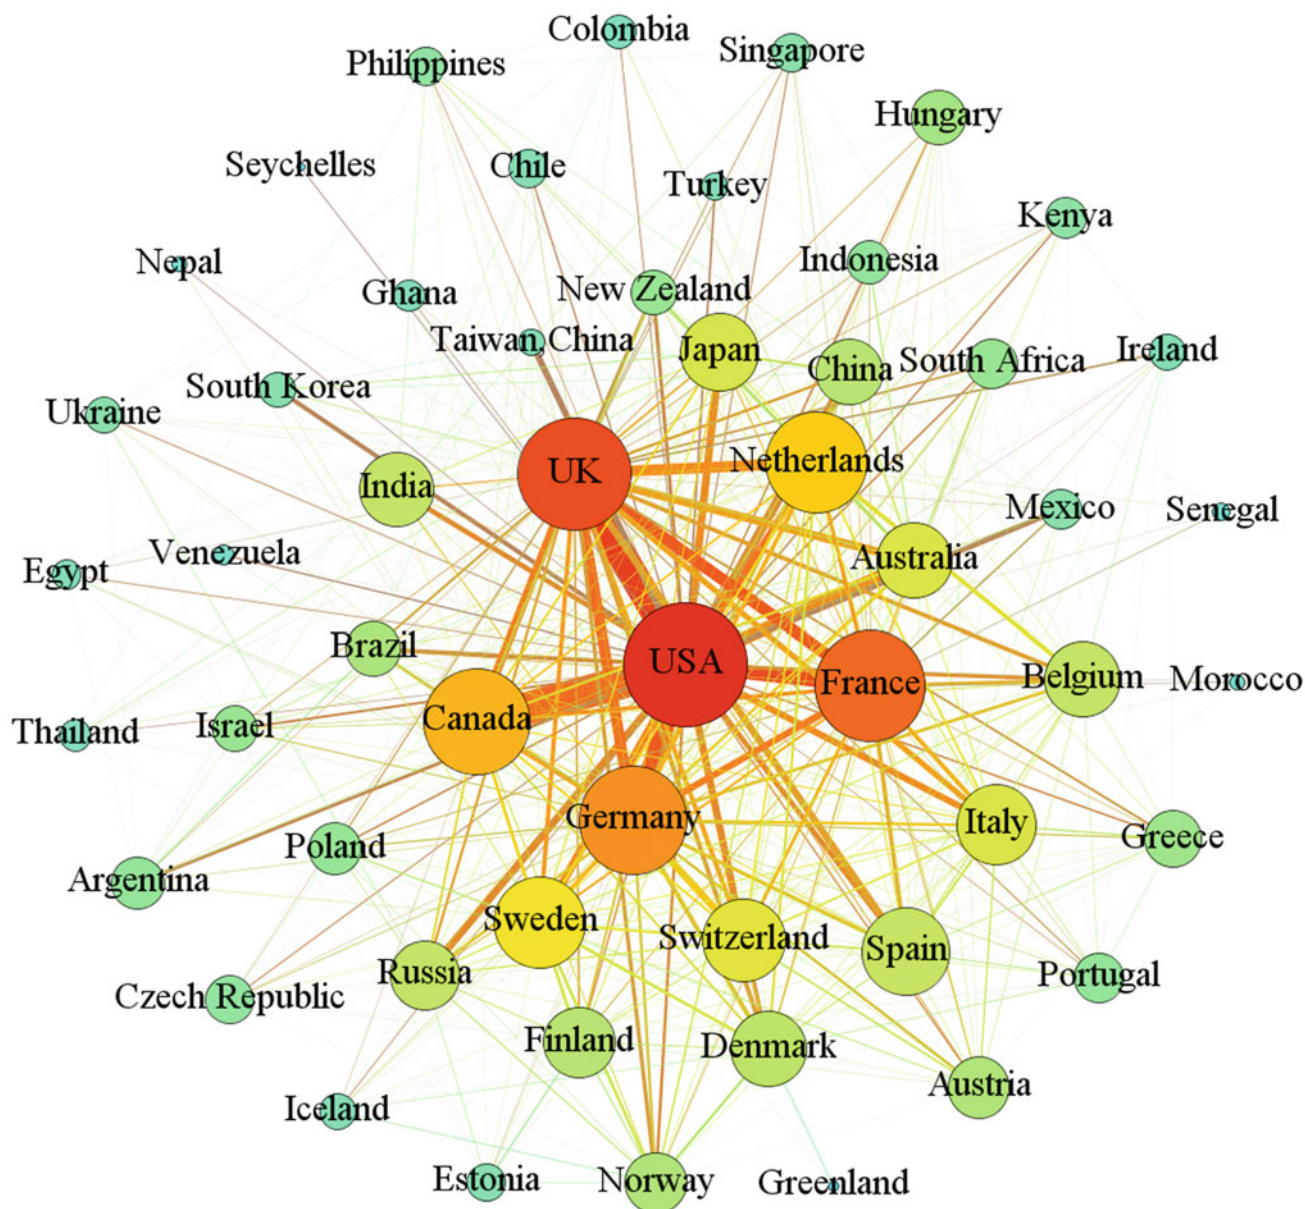 Colombia
Singapore
Philippines
Hungary
Seychelles
Chile
Turkey
Kenya
Nepal
Indonesia
Ghana
New Zealand
Taiwan,China
Japan
China
South Africa
Ireland
South Korea
Ukraine
UK
Netherlands
India
Mexico
Senegal
Venezuela
Australia
Egypt
Brazil
USA
France
Belgium
Morocco
Canada
Thailand
Israel
Germany
Italy
Greece
Poland
Argentina
Sweden
Switzerland
Spain
Russia
Portugal
Czech Republic
Finland
Denmark
Austria
Iceland
Estonia
Norway
Greenland